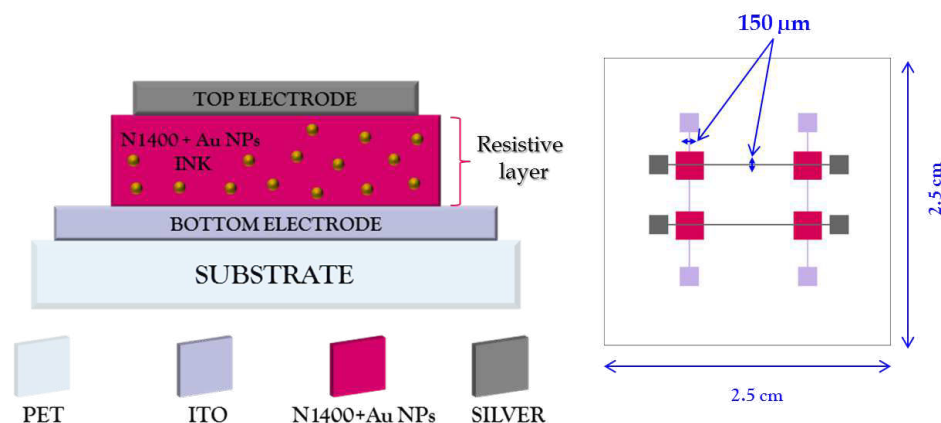 150 μm
TOP ELECTRODE
N1400 + Au NPs
INK
Resistive
layer
BOTTOM ELECTRODE
SUBSTRATE
2.5 cm
2.5 cm
PET
ITO
N1400+Au NPs
SILVER